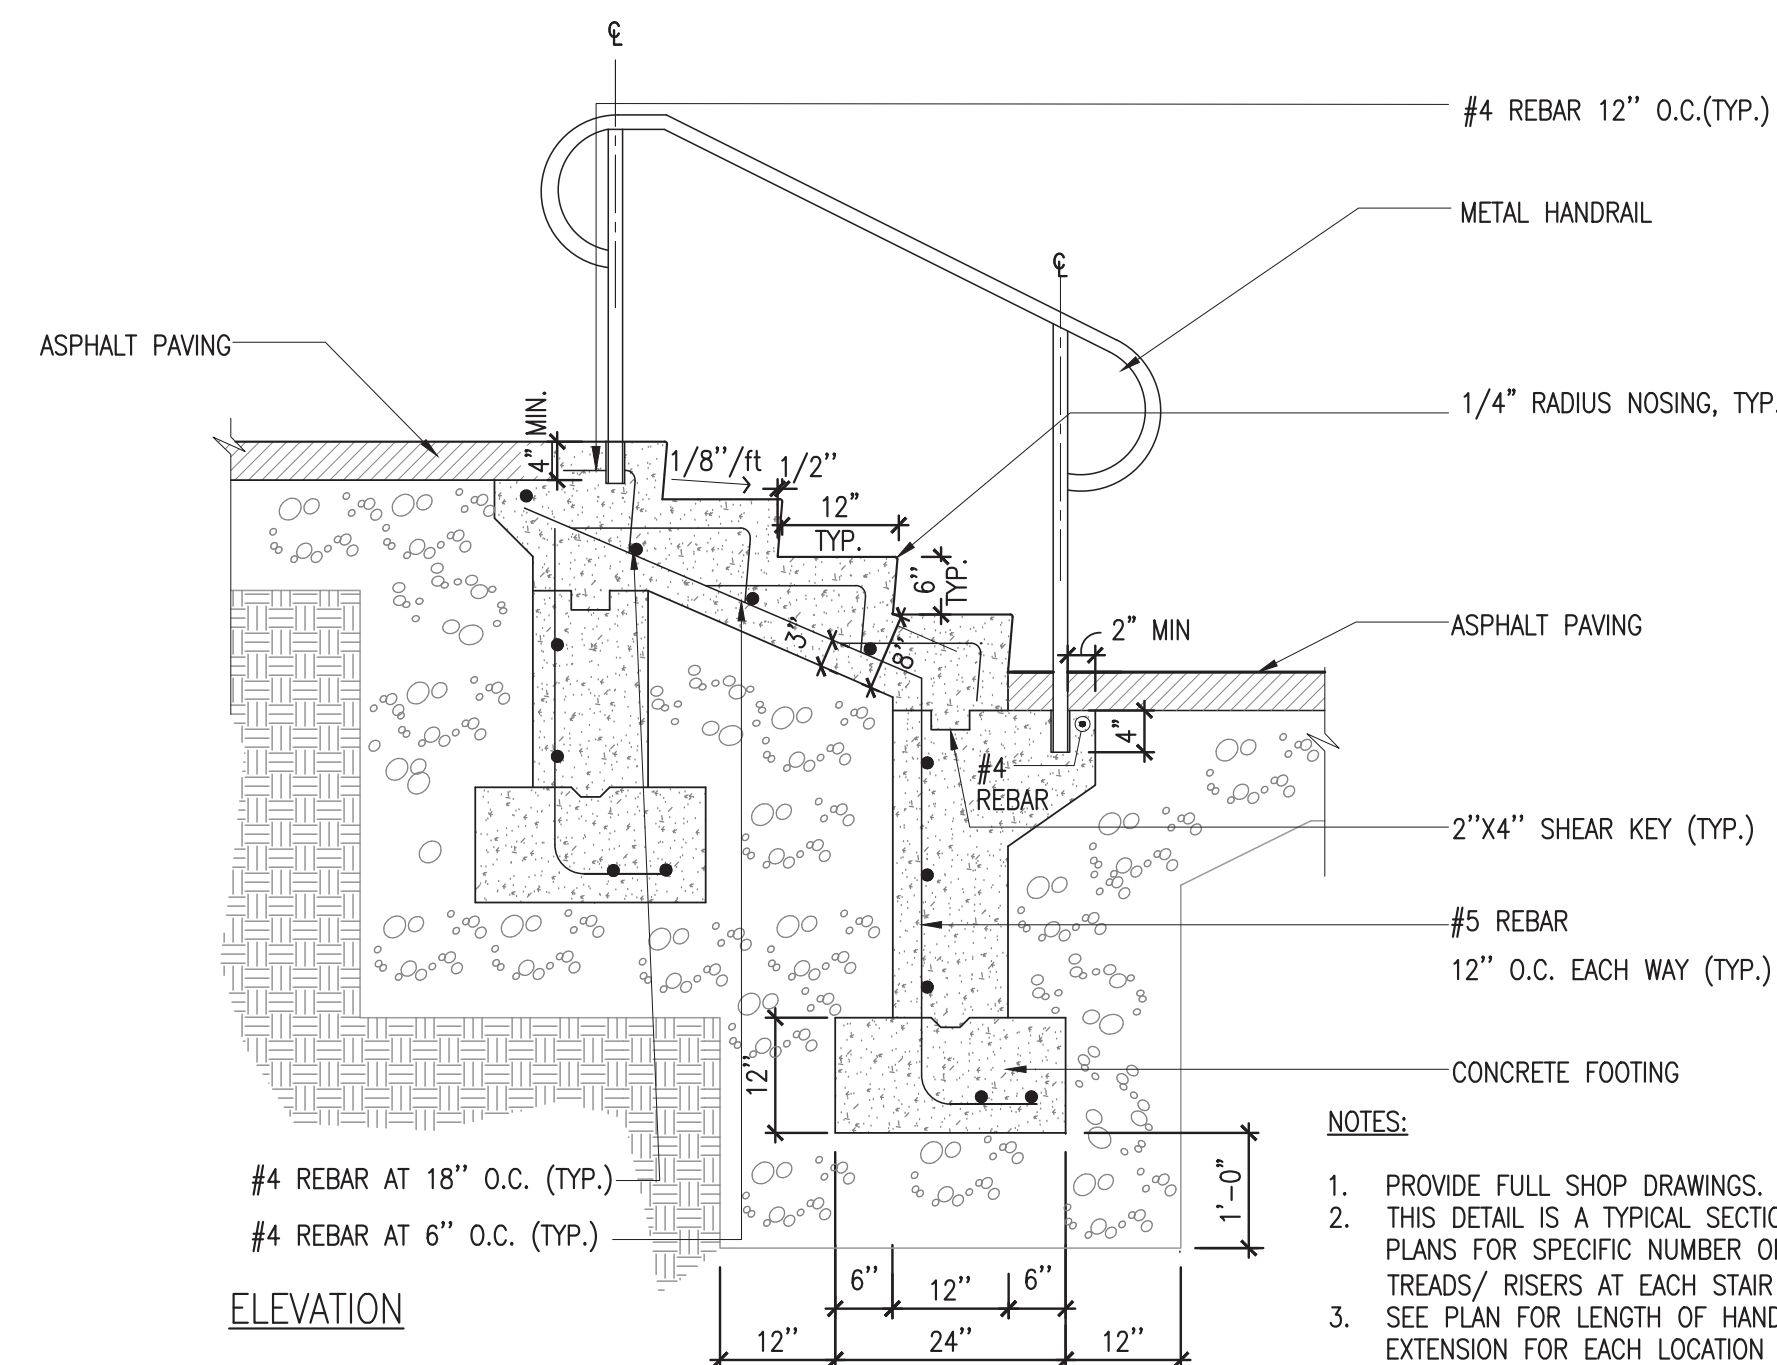 ℄
#4 REBAR 12’’ O.C.(TYP.)
METAL HANDRAIL
℄
ASPHALT PAVING
1/4” RADIUS NOSING, TYP.
4” MIN.
1/8’’/ft
1/2’’
12”
TYP.
6’’
TYP.
3’’
8’’
2” MIN
ASPHALT PAVING
4”
#4
REBAR
2’’X4’’ SHEAR KEY (TYP.)
#5 REBAR
12’’ O.C. EACH WAY (TYP.)
12’’
CONCRETE FOOTING
#4 REBAR AT 18’’ O.C. (TYP.)
#4 REBAR AT 6’’ O.C. (TYP.)
1’-0”
6’’
12’’
6’’
12’’
24’’
12’’
ELEVATION
NOTES:
1. PROVIDE FULL SHOP DRAWINGS.
2. THIS DETAIL IS A TYPICAL
PLANS FOR SPECIFIC NUMBER
TREADS/ RISERS AT EACH STAIR
3. SEE PLAN FOR LENGTH OF
EXTENSION FOR EACH LOCATION